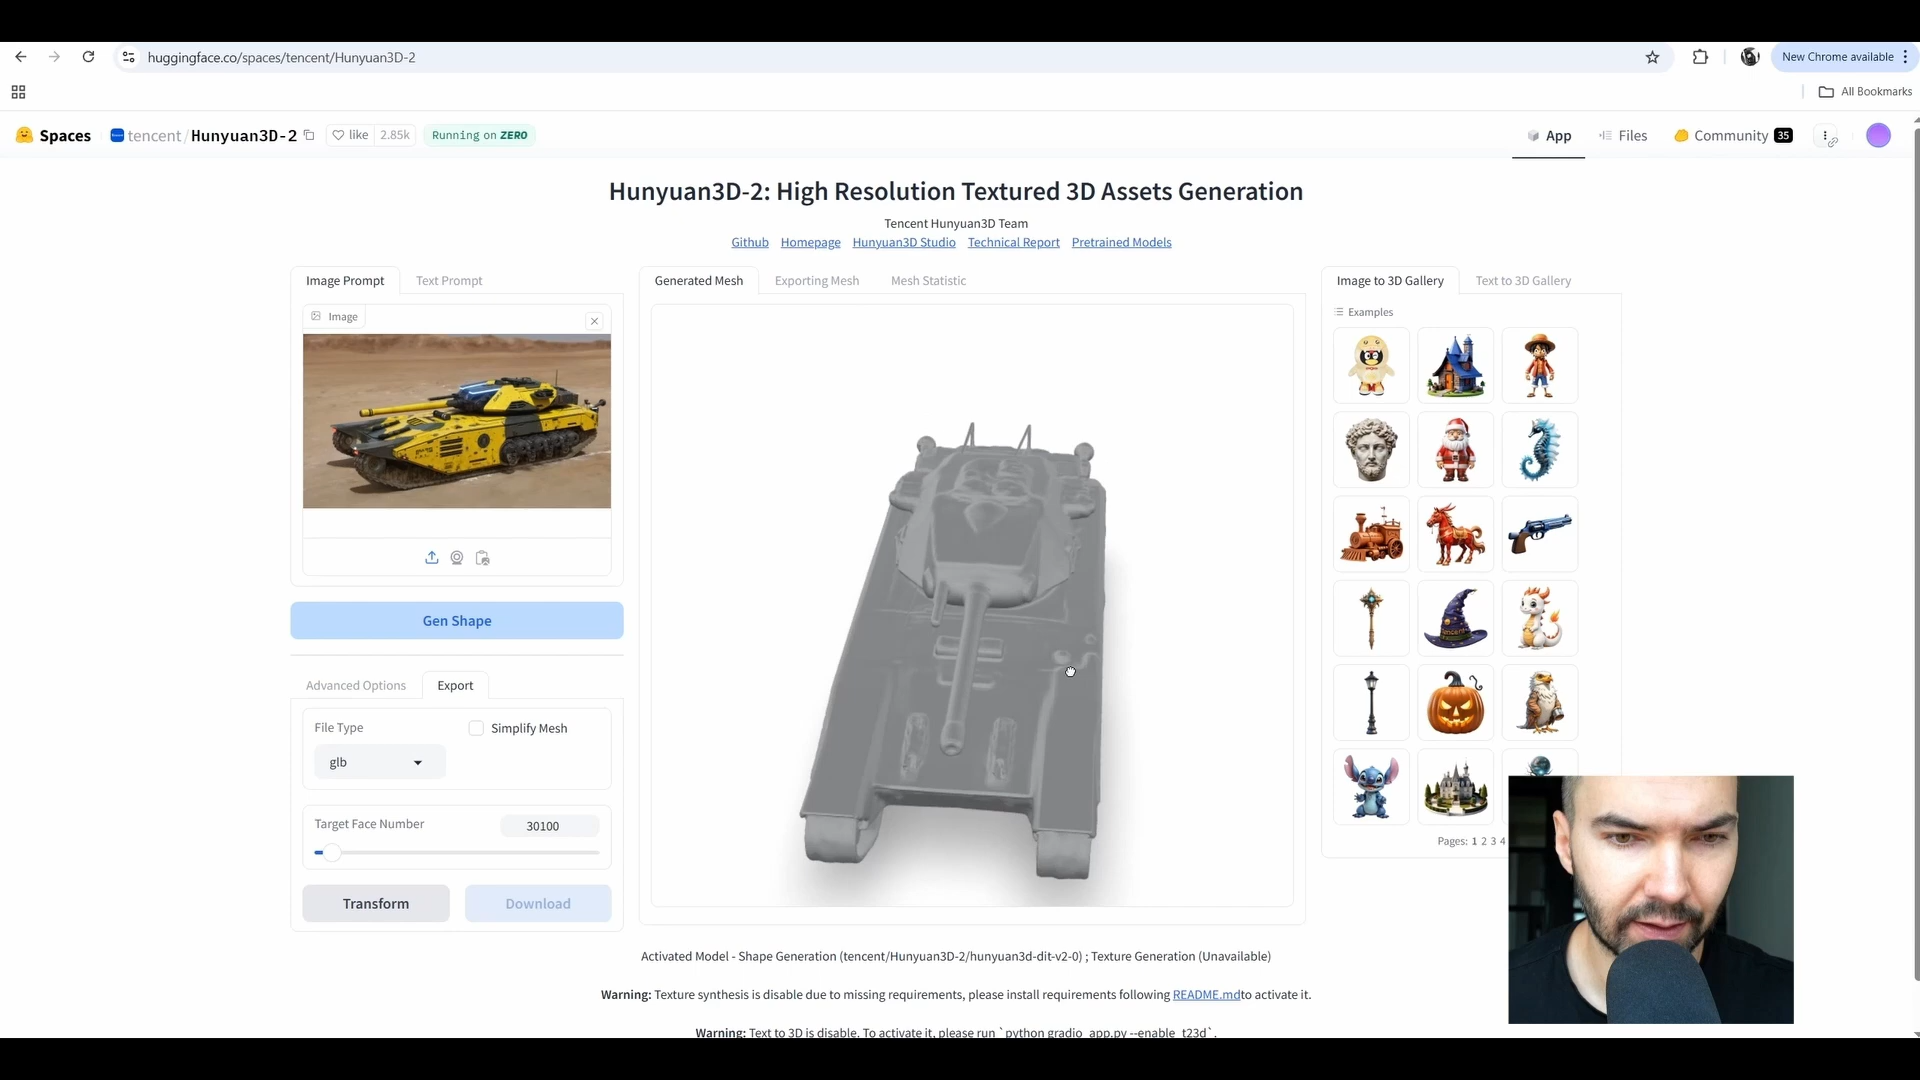 huggingface.co/spaces/tencent/Hunyuan3D-2
New Chrome available
All Bookmarks
Spaces
tencent/Hunyuan3D-2
like 2.85k
Running on ZERO
App
Files
Community 35
Hunyuan3D-2: High Resolution Textured 3D Assets Generation
Tencent Hunyuan3D Team
Github Homepage Hunyuan3D Studio Technical Report Pretrained Models
Image Prompt Text Prompt
Image
Gen Shape
Advanced Options Export
File Type
Simplify Mesh
glb
Target Face Number
30100
Transform Download
Generated Mesh Exporting Mesh Mesh Statistic
Image to 3D Gallery Text to 3D Gallery
Examples
Pages: 1 2 3 4
Activated Model - Shape Generation (tencent/Hunyuan3D-2/hunyuan3d-dit-v2-0) ; Texture Generation (Unavailable)
Warning: Texture synthesis is disable due to missing requirements, please install requirements following README.mdto activate it.
Warning: Text to 3D is disable. To activate it, please run `python gradio_app.py --enable_t23d`.